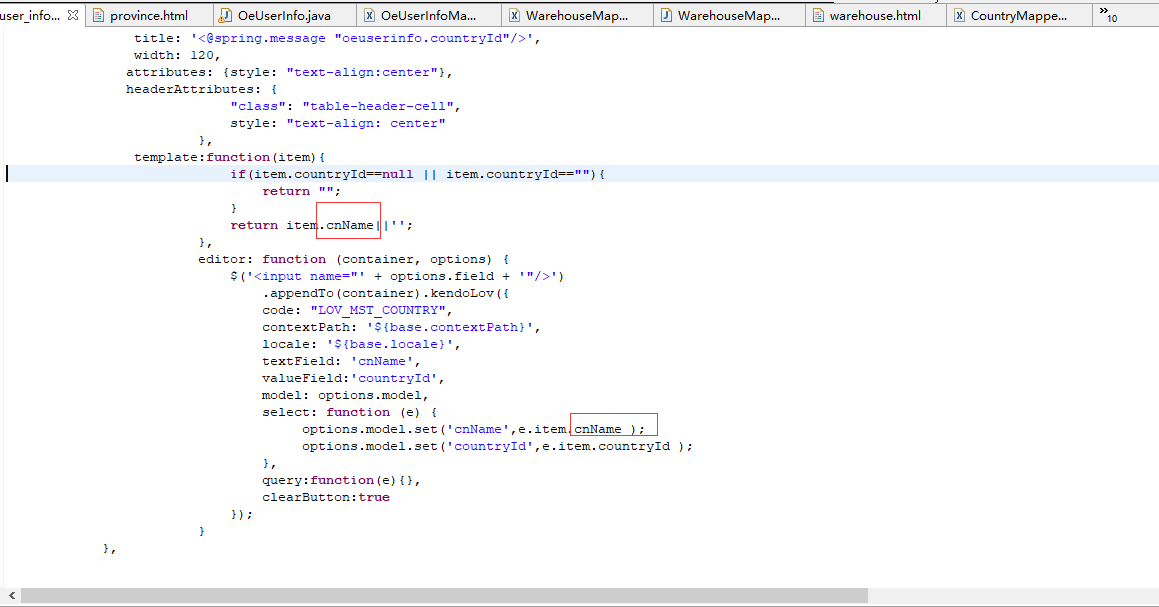 user_info...
province.html
OeUserInfo.java
OeUserInfoMa...
WarehouseMap...
WarehouseMap...
warehouse.html
CountryMappe...
»10
title: '<@spring.message "oeuserinfo.countryId"/>',
width: 120,
attributes: {style: "text-align:center"},
headerAttributes: {
"class": "table-header-cell",
style: "text-align: center"
},
template:function(item){
if(item.countryId==null || item.countryId==""){
return "";
}
return item.cnName||'';
},
editor: function (container, options) {
$('<input name="' + options.field + '"/>')
.appendTo(container).kendoLov({
code: "LOV_MST_COUNTRY",
contextPath: '${base.contextPath}',
locale: '${base.locale}',
textField: 'cnName',
valueField:'countryId',
model: options.model,
select: function (e) {
options.model.set('cnName',e.item.cnName );
options.model.set('countryId',e.item.countryId );
},
query:function(e){},
clearButton:true
});
}
},